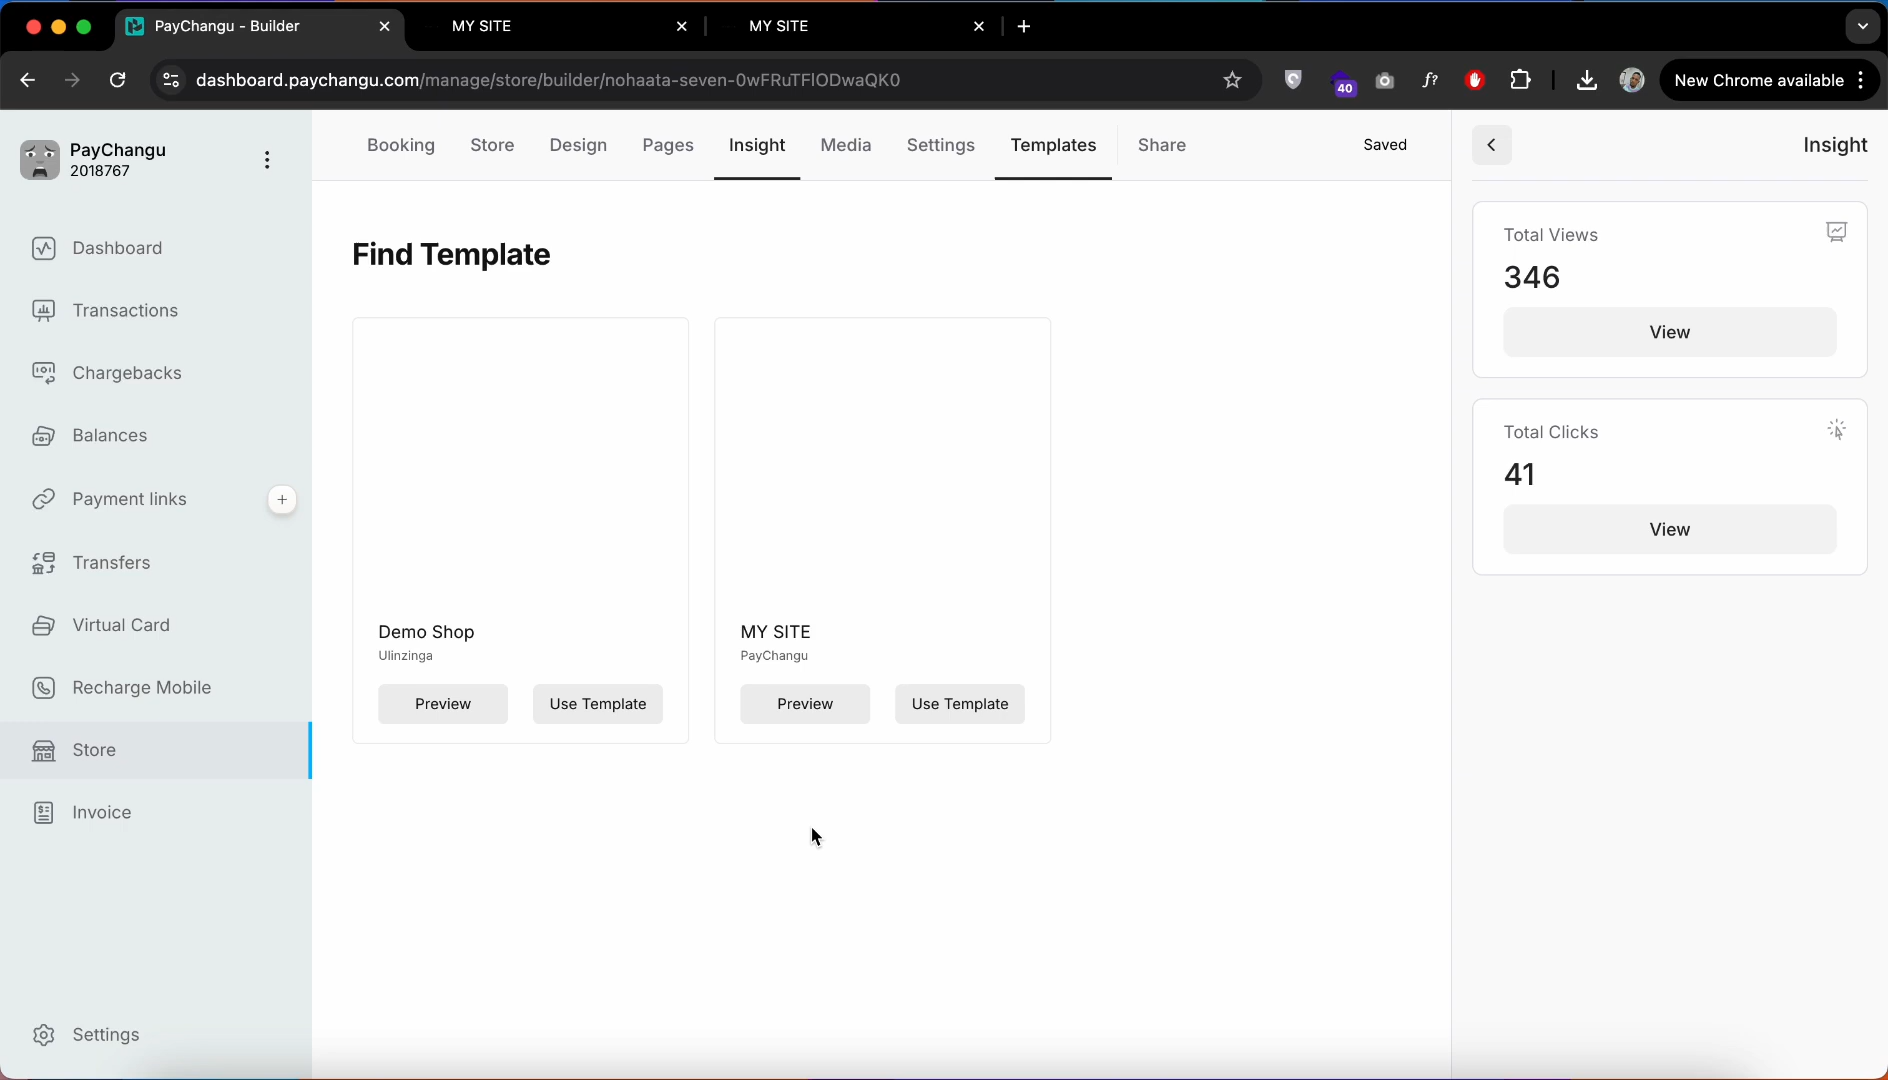 PayChangu - Builder
MY SITE
MY SITE
dashboard.paychangu.com/manage/store/builder/nohaata-seven-0wFRuTFlODwaQK0
40
f?
New Chrome available
PayChangu
2018767
Dashboard
Transactions
Chargebacks
Balances
Payment links
Transfers
Virtual Card
Recharge Mobile
Store
Invoice
Settings
Booking
Store
Design
Pages
Insight
Media
Settings
Templates
Share
Saved
Find Template
Demo Shop
Ulinzinga
Preview
Use Template
MY SITE
PayChangu
Preview
Use Template
Insight
Total Views
346
View
Total Clicks
41
View